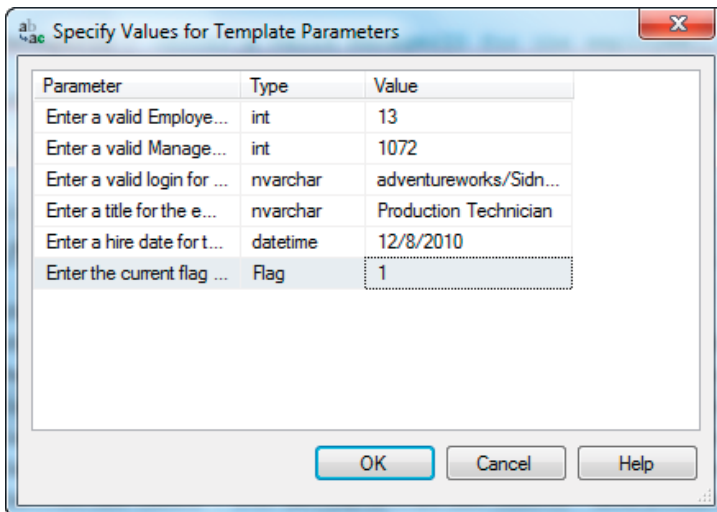 Specify Values for Template Parameters
Parameter Type Value
Enter a valid Employe... int 13
Enter a valid Manage... int 1072
Enter a valid login for ... nvarchar adventureworks/Sidn...
Enter a title for the e... nvarchar Production Technician
Enter a hire date for t... datetime 12/8/2010
Enter the current flag ... Flag 1
OK Cancel Help